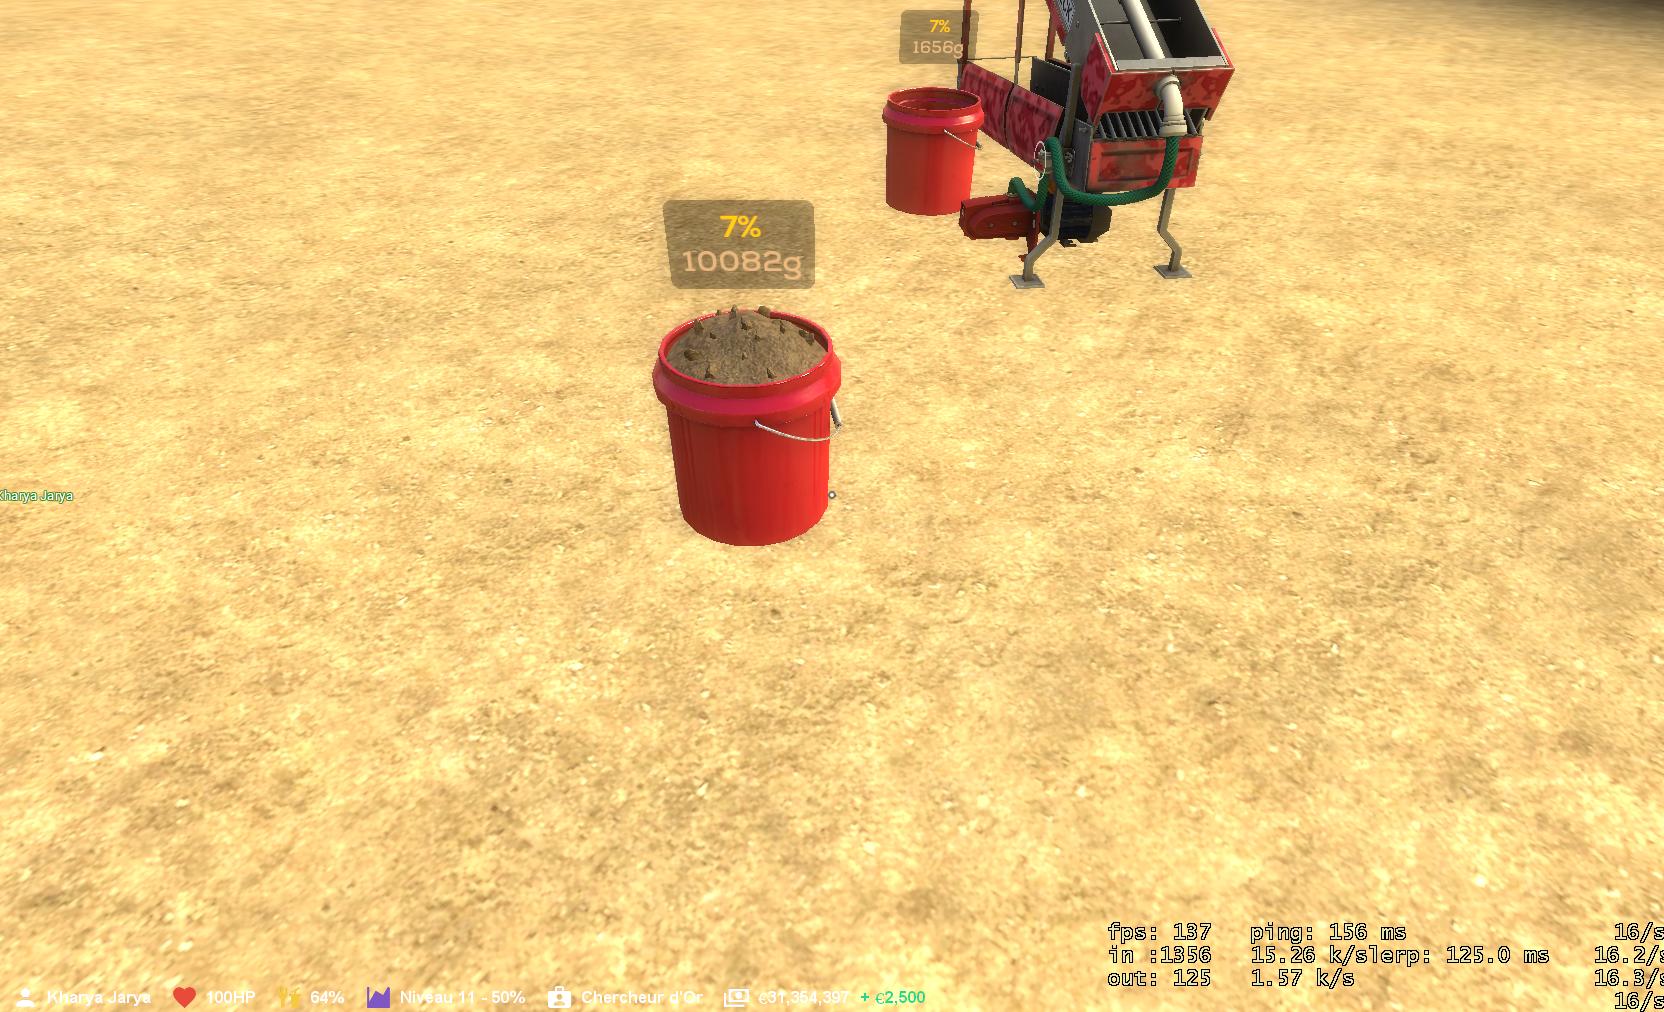 7%
1656g
7%
10082g
Kharya Jarya
fps: 137 ping: 156 ms 16/s
in :1356 15.26 k/slerp: 125.0 ms 16.2/s
out: 125 1.57 k/s 16.3/s
16/s
Kharya Jarya 100HP 64% Niveau 11 - 50% Chercheur d'Or €31,354,397 + €2,500